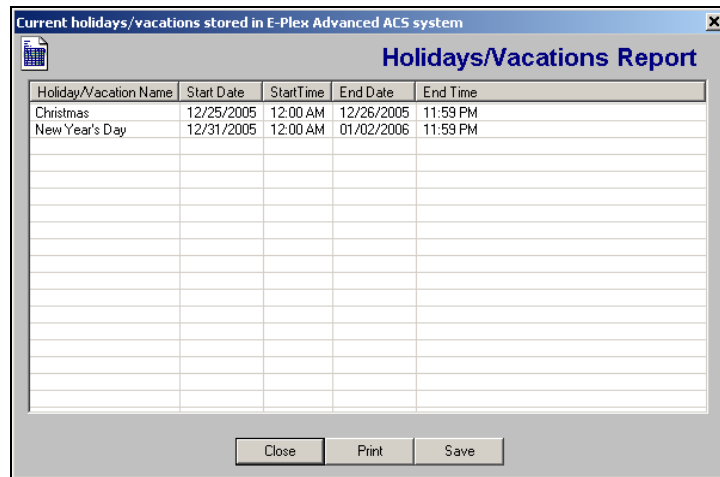 Current holidays/vacations stored in E-Plex Advanced ACS system
Holidays/Vacations Report
Holiday/Vacation Name Start Date StartTime End Date End Time
Christmas 12/25/2005 12:00 AM 12/26/2005 11:59 PM
New Year's Day 12/31/2005 12:00 AM 01/02/2006 11:59 PM
Close Print Save